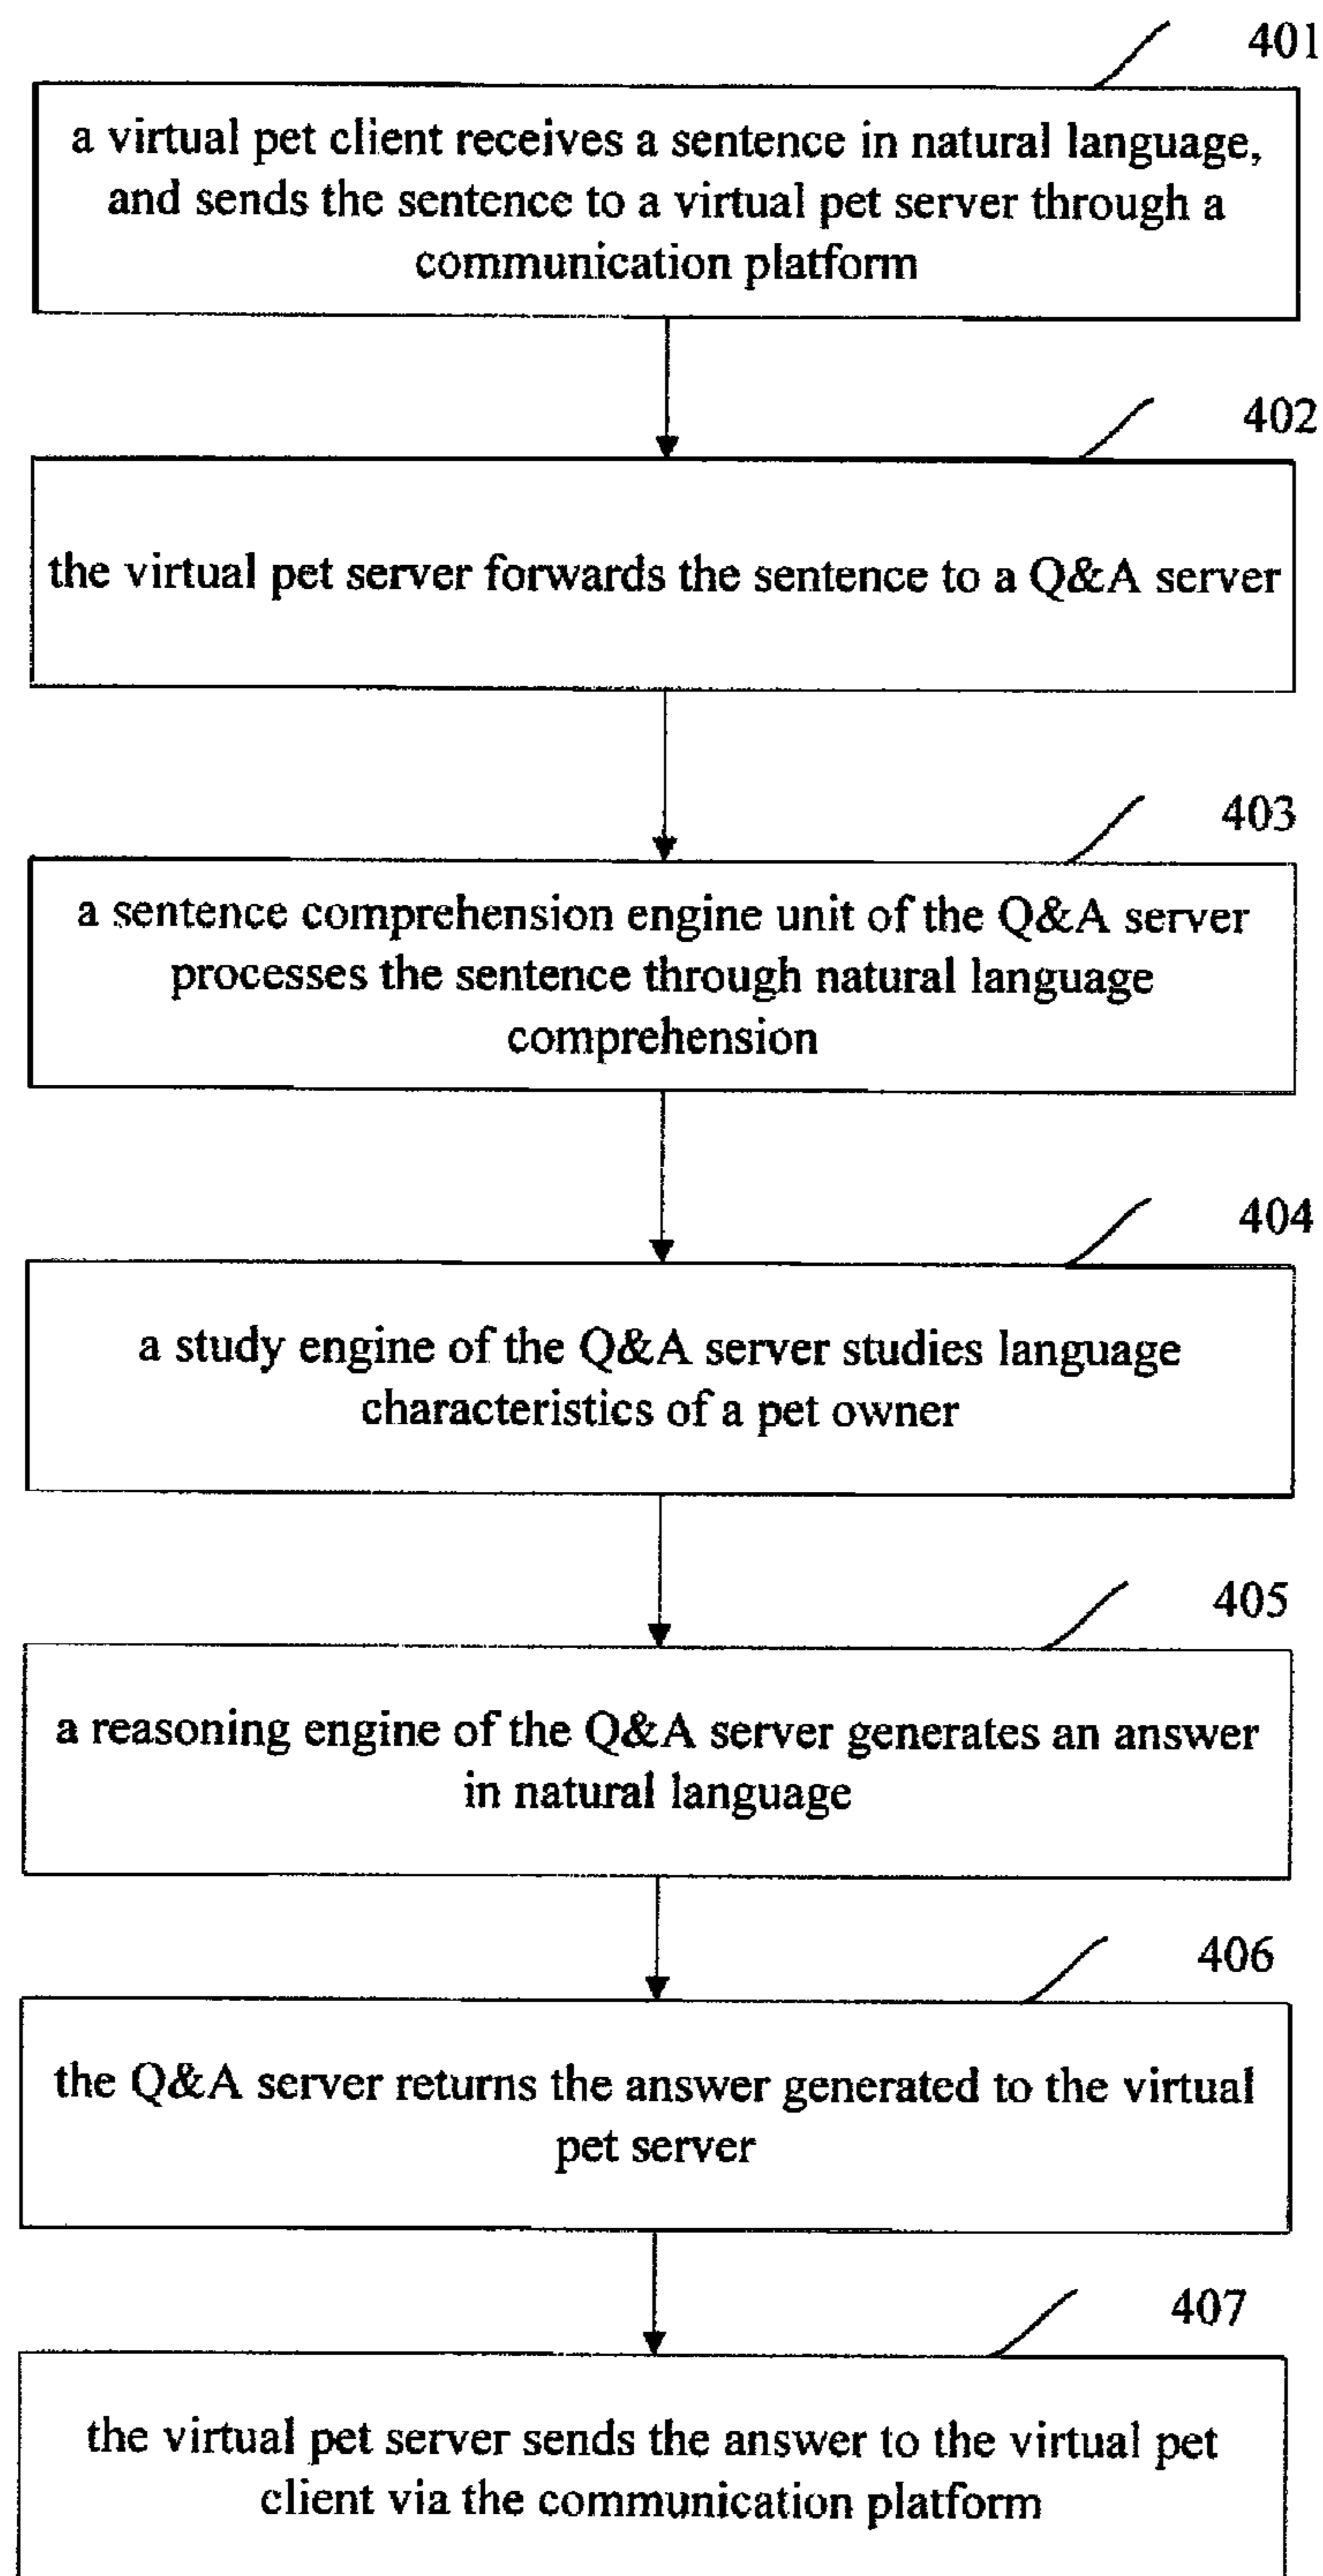 401
a virtual pet client receives a sentence in natural language,
and sends the sentence to a virtual pet server through a
communication platform
402
the virtual pet server forwards the sentence to a Q&A server
403
a sentence comprehension engine unit of the Q&A server
processes the sentence through natural language
comprehension
404
a study engine of the Q&A server studies language
characteristics of a pet owner
405
a reasoning engine of the Q&A server generates an answer
in natural language
406
the Q&A server returns the answer generated to the virtual
pet server
407
the virtual pet server sends the answer to the virtual pet
client via the communication platform